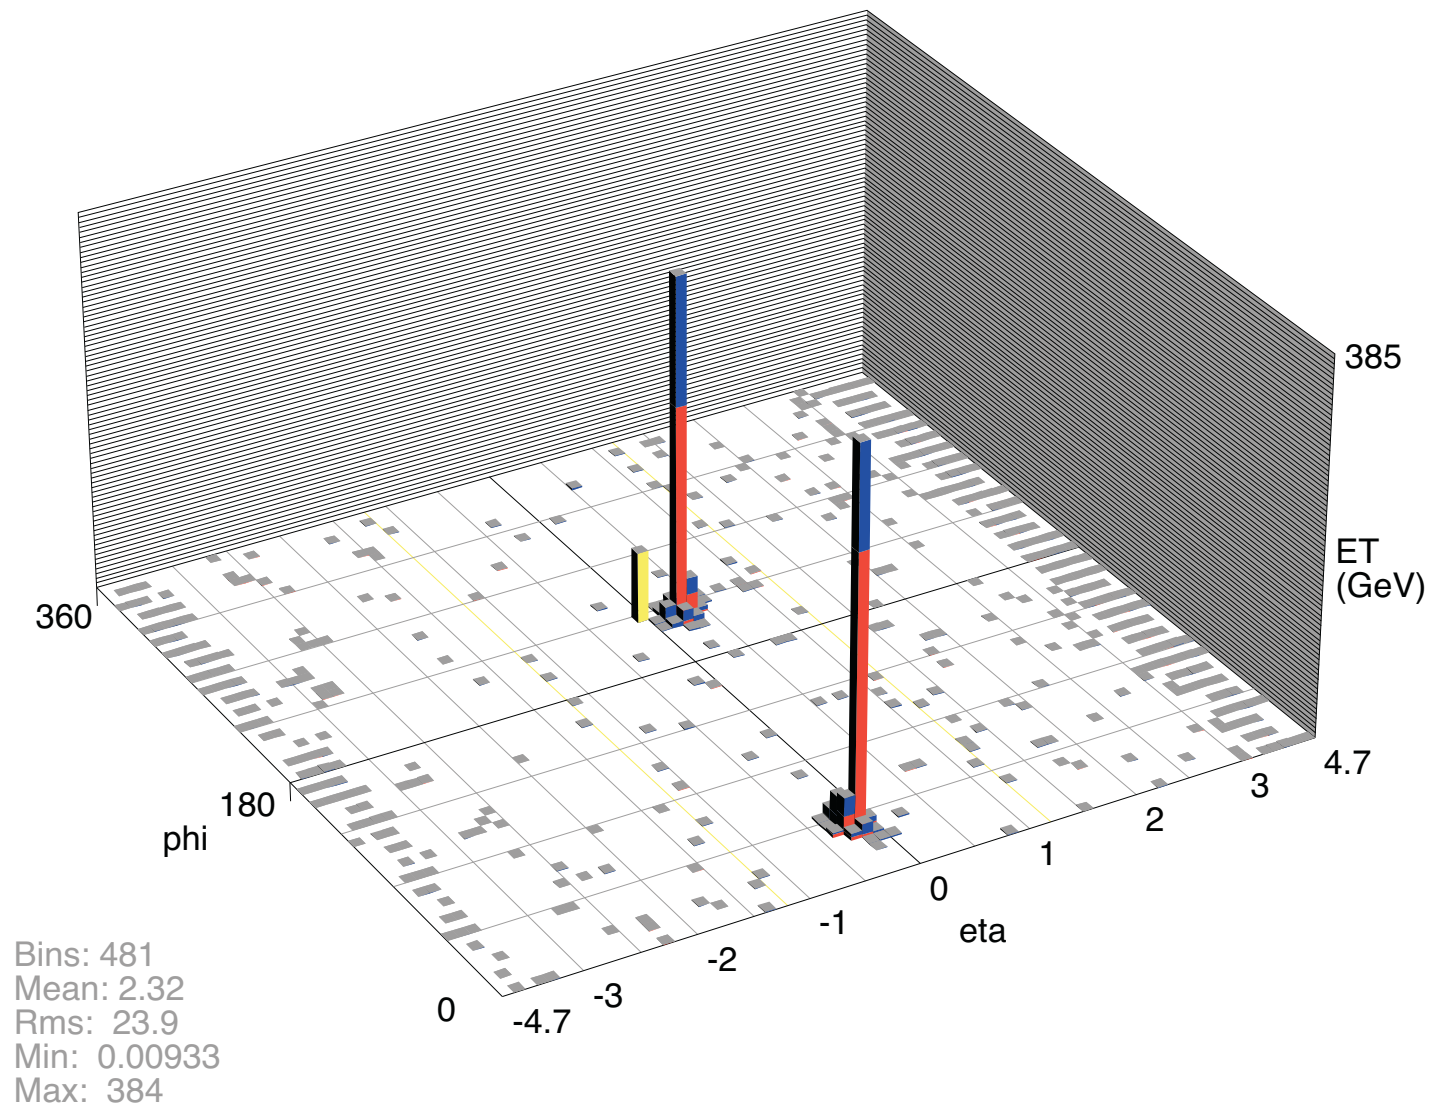 385
ET
(GeV)
360
180
phi
0
-4.7
-3
-2
-1
0
1
2
3
4.7
eta
Bins: 481
Mean: 2.32
Rms: 23.9
Min: 0.00933
Max: 384